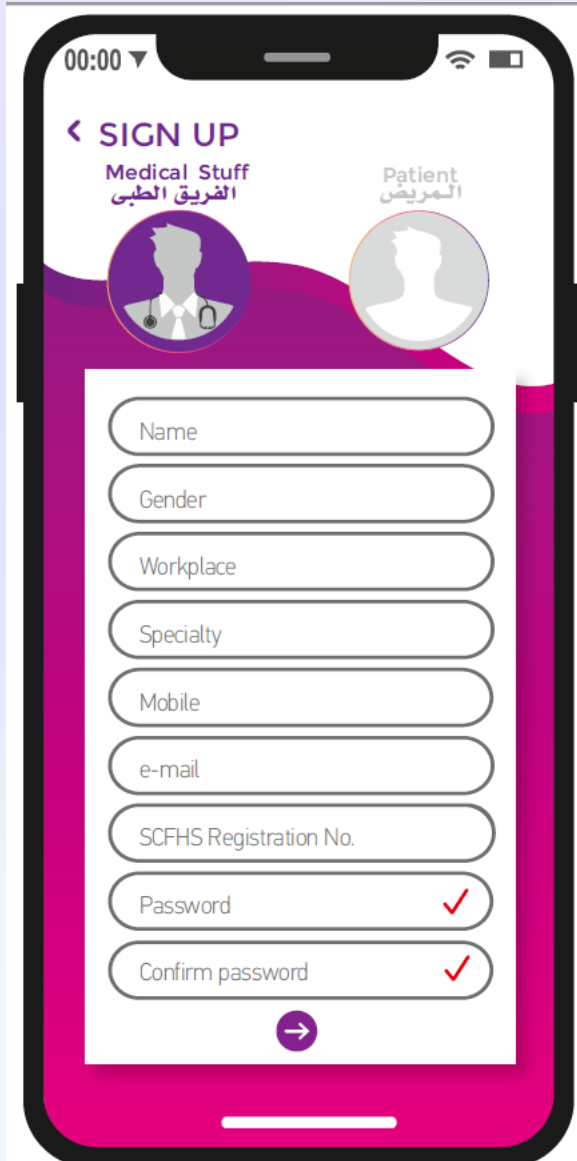 00:00
SIGN UP
Medical Stuff
الفريق الطبى
Patient
المريض
Name
Gender
Workplace
Specialty
Mobile
e-mail
SCFHS Registration No.
Password
Confirm password